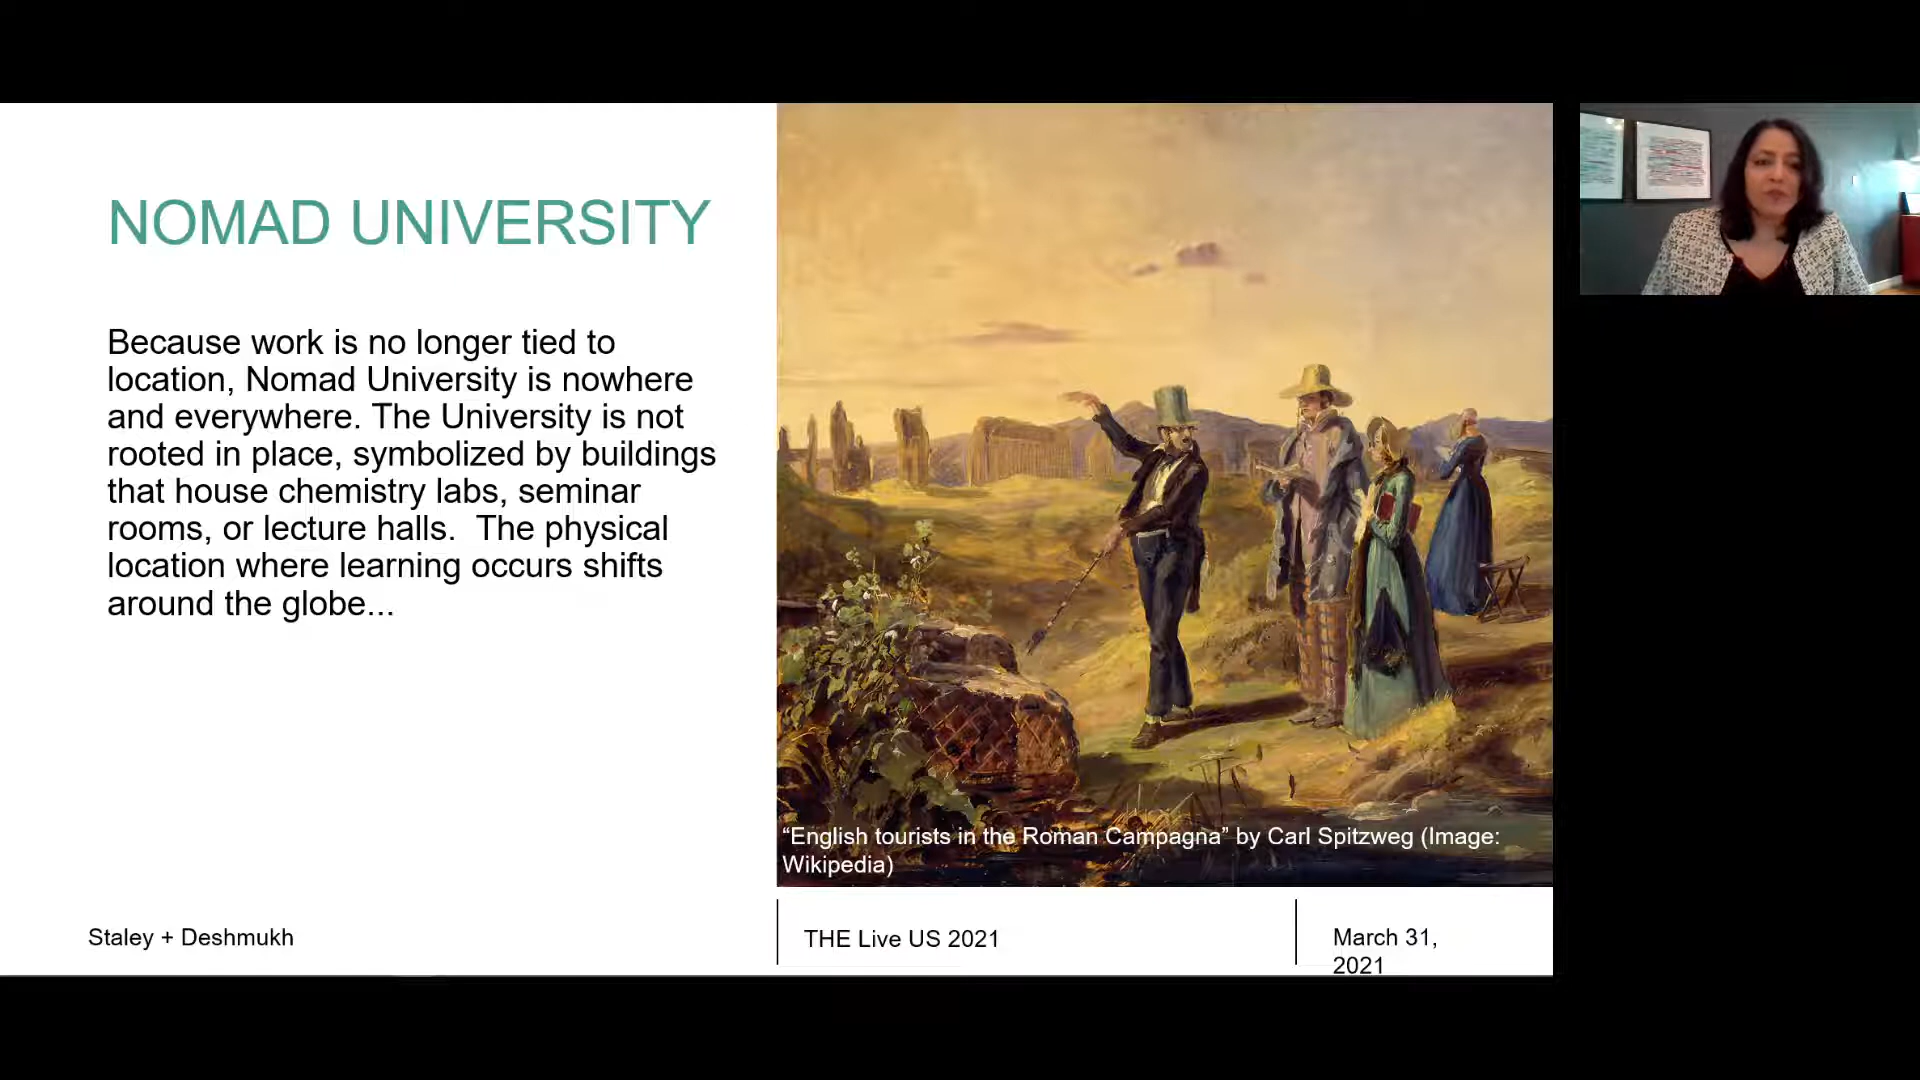 NOMAD UNIVERSITY
Because work is no longer tied to
location, Nomad University is nowhere
and everywhere. The University is not
rooted in place, symbolized by buildings
that house chemistry labs, seminar
rooms, or lecture halls.  The physical
location where learning occurs shifts
around the globe...
“English tourists in the Roman Campagna” by Carl Spitzweg (Image:
Wikipedia)
Staley + Deshmukh
THE Live US 2021
March 31,
2021